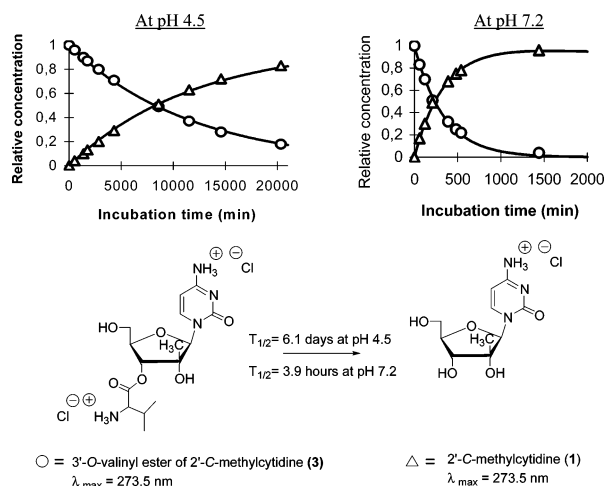 At pH 4.5
Relative concentration
1
0,8
0,6
0,4
0,2
0
0 5000 10000 15000 20000
Incubation time (min)
At pH 7.2
Relative concentration
1
0,8
0,6
0,4
0,2
0
0 500 1000 1500 2000
Incubation time (min)
⊕ ⊖
NH3 Cl
N
N O
HO
O
H3C
O OH
O
Cl ⊖ ⊕
H3N
T1/2= 6.1 days at pH 4.5
T1/2= 3.9 hours at pH 7.2
⊕ ⊖
NH3 Cl
N
N O
HO
O
H3C
HO OH
= 3'-O-valinyl ester of 2'-C-methylcytidine (3)
λ max = 273.5 nm
= 2'-C-methylcytidine (1)
λ max = 273.5 nm